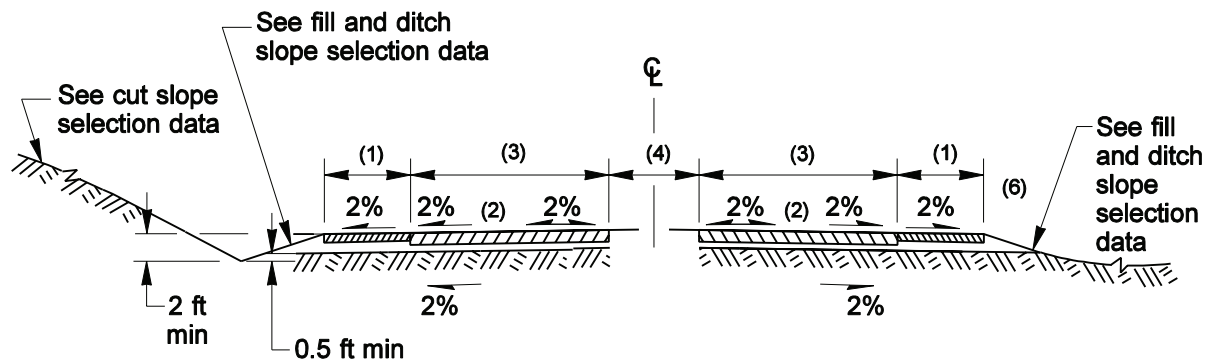 See fill and ditch
slope selection data
℄
See cut slope
selection data
See fill
and ditch
slope
selection
data
(1)
(3)
(4)
(3)
(1)
(6)
2%
2%
(2)
2%
2%
(2)
2%
2%
2%
2%
2 ft
min
0.5 ft min